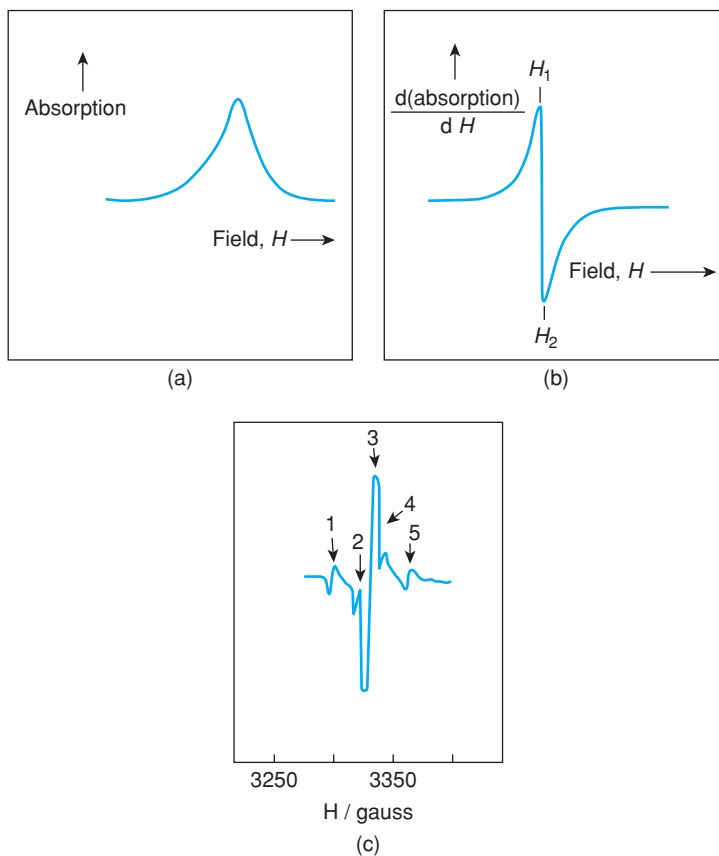 Absorption
Field, H
(a)
d(absorption)
d H
H₁
Field, H
H₂
(b)
3
1
2
4
5
3250
3350
H / gauss
(c)